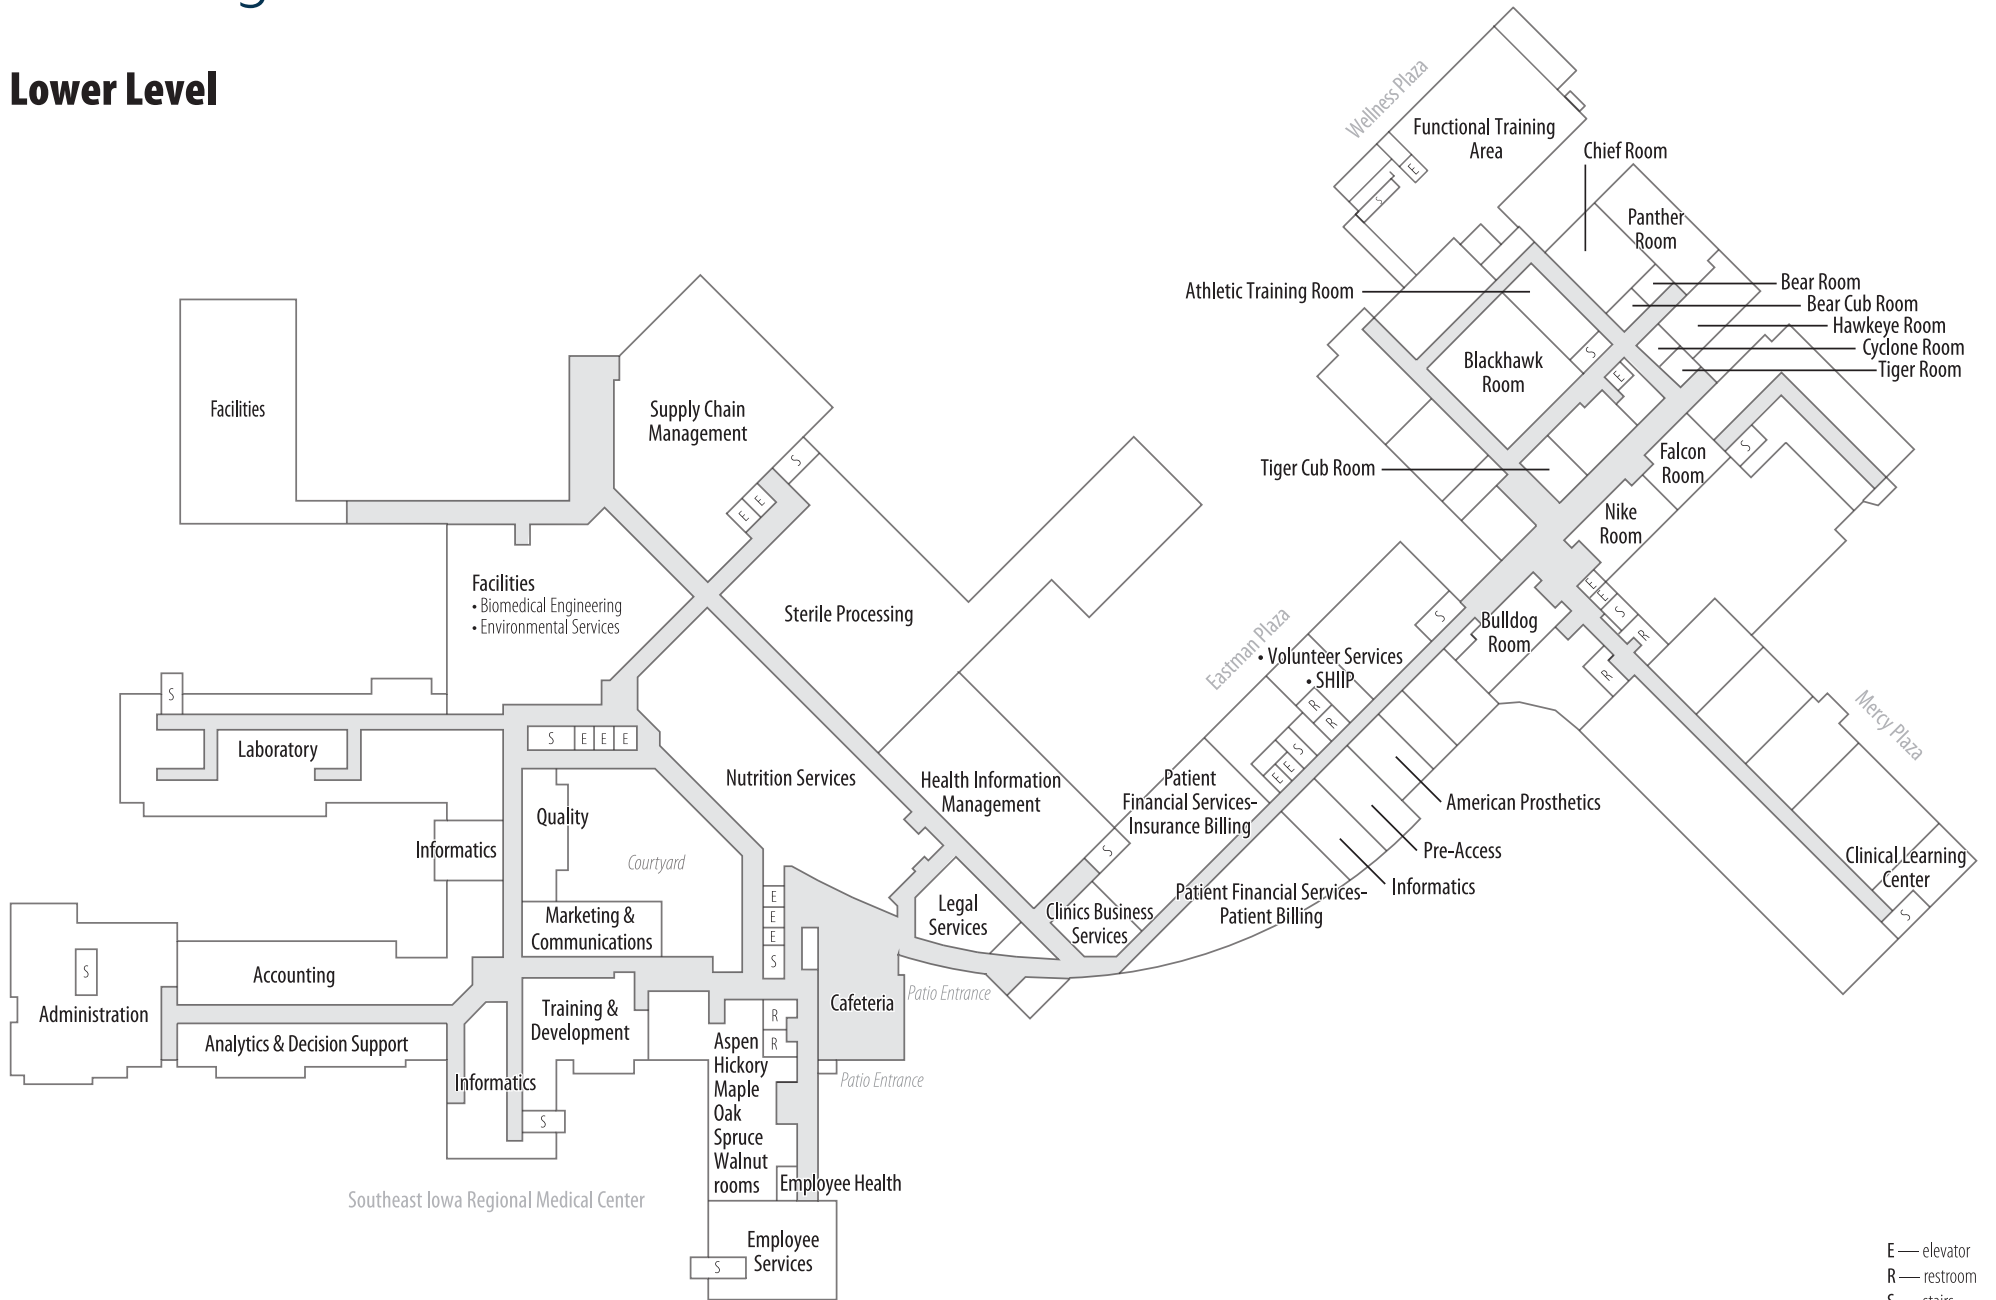 Lower Level
Wellness Plaza
Functional Training
Area
E
S
Chief Room
Panther
Room
Athletic Training Room
Bear Room
Bear Cub Room
Hawkeye Room
Cyclone Room
Tiger Room
S
E
Blackhawk
Room
Facilities
Supply Chain
Management
S
E
E
Tiger Cub Room
Falcon
Room
S
Nike
Room
Facilities
• Biomedical Engineering
• Environmental Services
Sterile Processing
E
E
S
R
R
S
Bulldog
Room
Eastman Plaza
• Volunteer Services
• SHIIP
R
R
S
E
E
Mercy Plaza
S
Laboratory
S
E
E
E
Nutrition Services
Health Information
Management
Patient
Financial Services-
Insurance Billing
American Prosthetics
Quality
Informatics
Courtyard
S
Pre-Access
Informatics
Clinical Learning
Center
S
Patient Financial Services-
Patient Billing
Marketing &
Communications
E
E
E
S
Legal
Services
Clinics Business
Services
Accounting
S
Administration
Cafeteria
Patio Entrance
Training &
Development
R
R
Analytics & Decision Support
Aspen
Hickory
Maple
Oak
Spruce
Walnut
rooms
Informatics
Patio Entrance
S
Employee Health
Southeast Iowa Regional Medical Center
Employee
Services
S
E — elevator
R — restroom
S — stairs